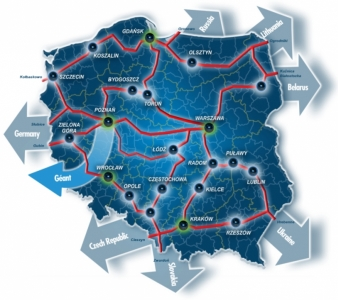 GDAŃSK
Russia
Lithuania
KOSZALIN
OLSZTYN
SZCZECIN
BYDGOSZCZ
Belarus
TORUŃ
POZNAŃ
WARSZAWA
Germany
ZIELONA
GÓRA
ŁÓDŹ
PUŁAWY
RADOM
Géant
WROCŁAW
LUBLIN
CZĘSTOCHOWA
OPOLE
KIELCE
KRAKÓW
RZESZÓW
Ukraine
Czech Republic
Slovakia